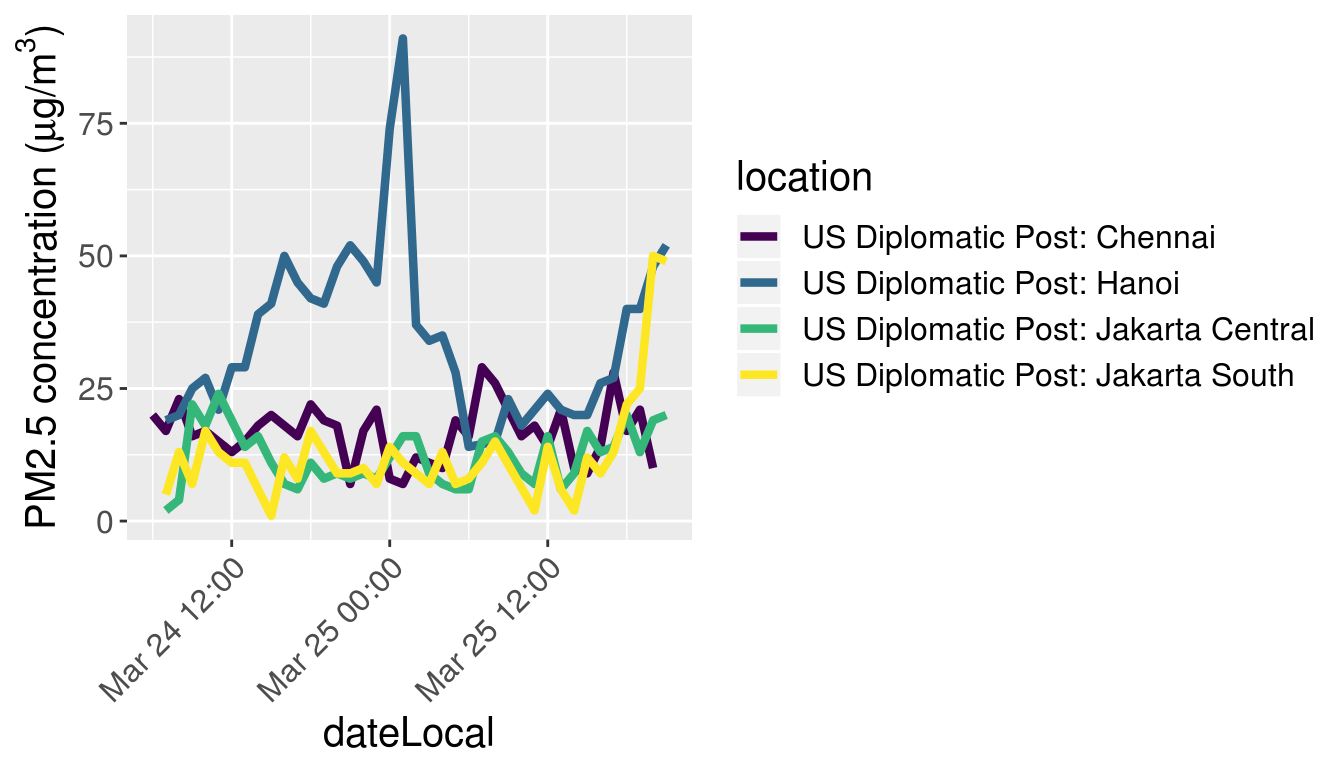 PM2.5 concentration (µg/m³)
75
50
25
0
Mar 24 12:00
Mar 25 00:00
Mar 25 12:00
dateLocal
location
US Diplomatic Post: Chennai
US Diplomatic Post: Hanoi
US Diplomatic Post: Jakarta Central
US Diplomatic Post: Jakarta South